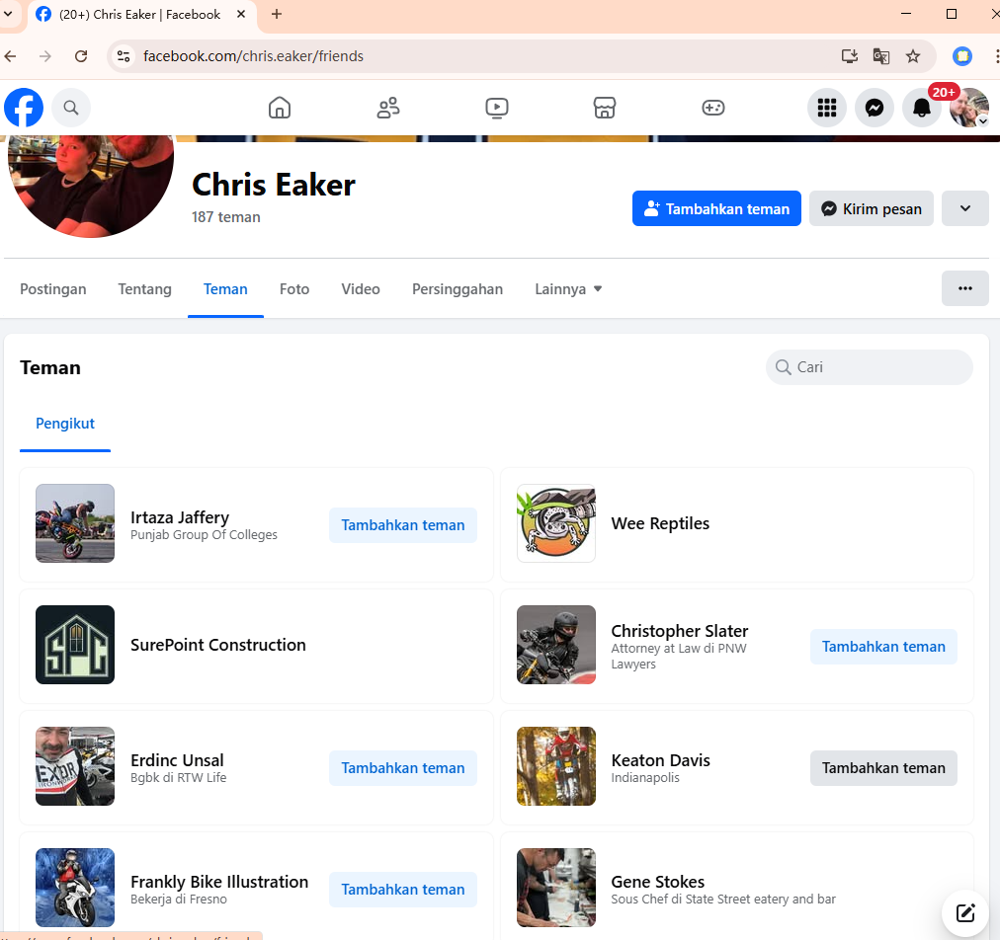 (20+) Chris Eaker | Facebook
facebook.com/chris.eaker/friends
20+
Chris Eaker
187 teman
Tambahkan teman
Kirim pesan
Postingan
Tentang
Teman
Foto
Video
Persinggahan
Lainnya
Teman
Cari
Pengikut
Irtaza Jaffery
Punjab Group Of Colleges
Tambahkan teman
Wee Reptiles
SPC
SurePoint Construction
Christopher Slater
Attorney at Law di PNW
Lawyers
Tambahkan teman
Erdinc Unsal
Bgbk di RTW Life
Tambahkan teman
Keaton Davis
Indianapolis
Tambahkan teman
Frankly Bike Illustration
Bekerja di Fresno
Tambahkan teman
Gene Stokes
Sous Chef di State Street eatery and bar